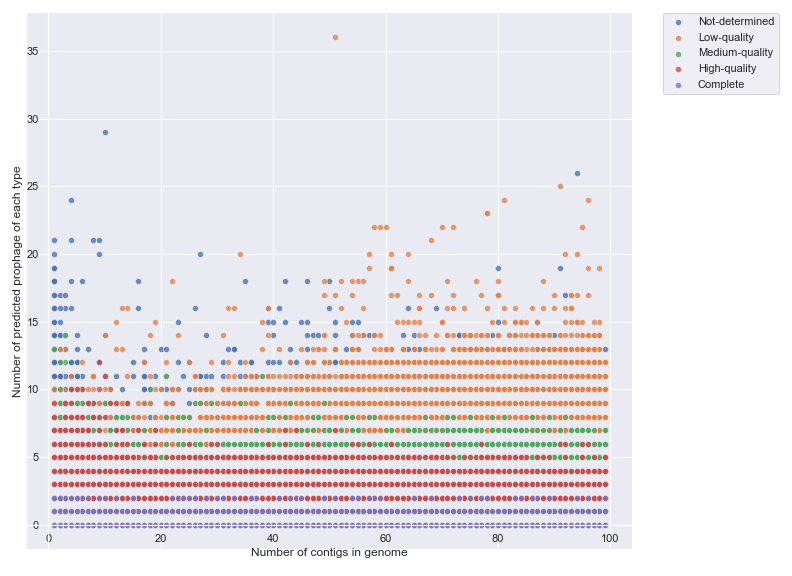 Not-determined
Low-quality
Medium-quality
High-quality
Complete
Number of predicted prophage of each type
35
30
25
20
15
10
5
0
0 20 40 60 80 100
Number of contigs in genome